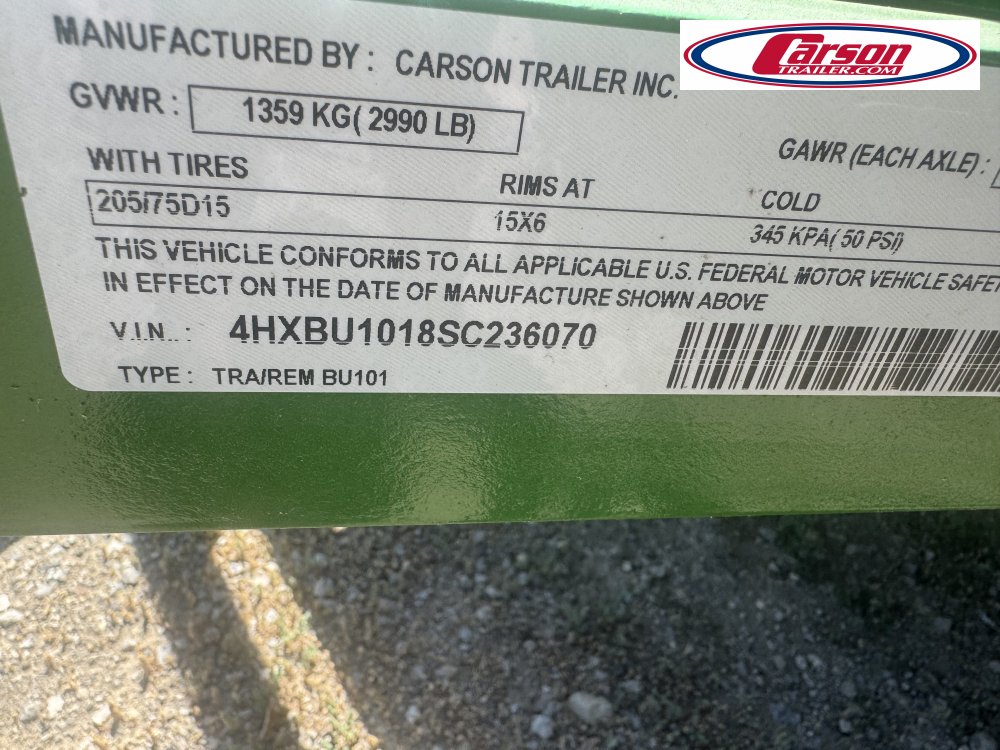 Carson
TRAILER.COM
MANUFACTURED BY : CARSON TRAILER INC.
GVWR : 1359 KG( 2990 LB)
GAWR (EACH AXLE) :
WITH TIRES RIMS AT COLD
205/75D15 15X6 345 KPA( 50 PSI)
THIS VEHICLE CONFORMS TO ALL APPLICABLE U.S. FEDERAL MOTOR VEHICLE SAFET
IN EFFECT ON THE DATE OF MANUFACTURE SHOWN ABOVE
V.I.N.. : 4HXBU1018SC236070
TYPE : TRA/REM BU101